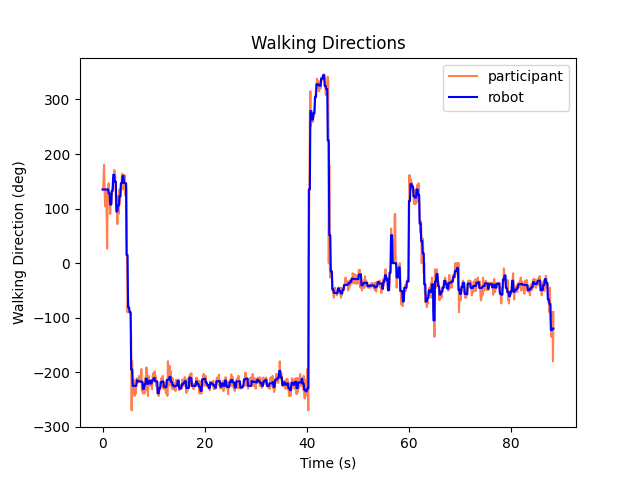 Walking Directions
participant
robot
300
200
100
0
−100
−200
−300
Walking Direction (deg)
0 20 40 60 80
Time (s)